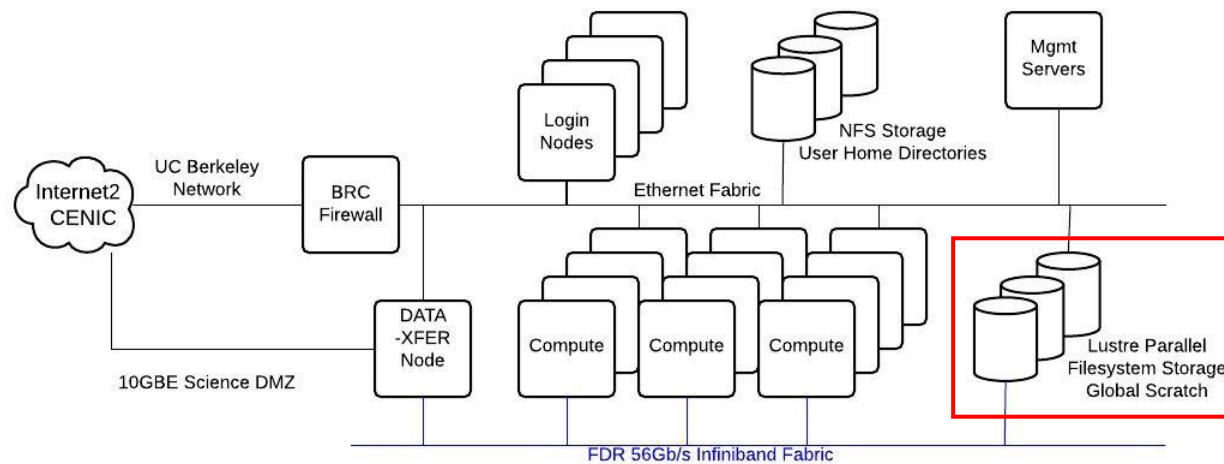 Login
Nodes
NFS Storage
User Home Directories
Mgmt
Servers
Internet2
CENIC
UC Berkeley
Network
BRC
Firewall
Ethernet Fabric
DATA
-XFER
Node
10GBE Science DMZ
Compute
Compute
Compute
Lustre Parallel
Filesystem Storage
Global Scratch
FDR 56Gb/s Infiniband Fabric